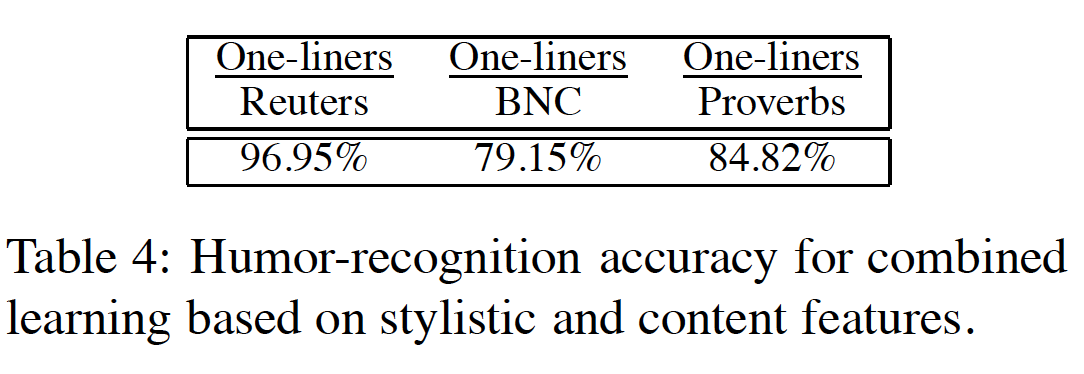 One-liners One-liners One-liners
Reuters BNC Proverbs
96.95% 79.15% 84.82%
Table 4: Humor-recognition accuracy for combined
learning based on stylistic and content features.